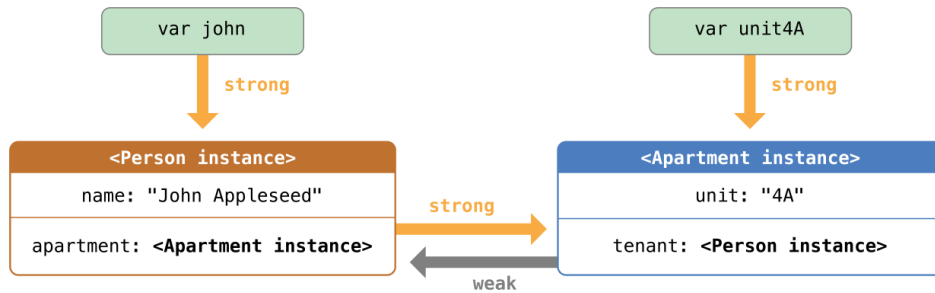 var john
var unit4A
strong
strong
<Person instance>
<Apartment instance>
name: "John Appleseed"
unit: "4A"
strong
apartment: <Apartment instance>
tenant: <Person instance>
weak